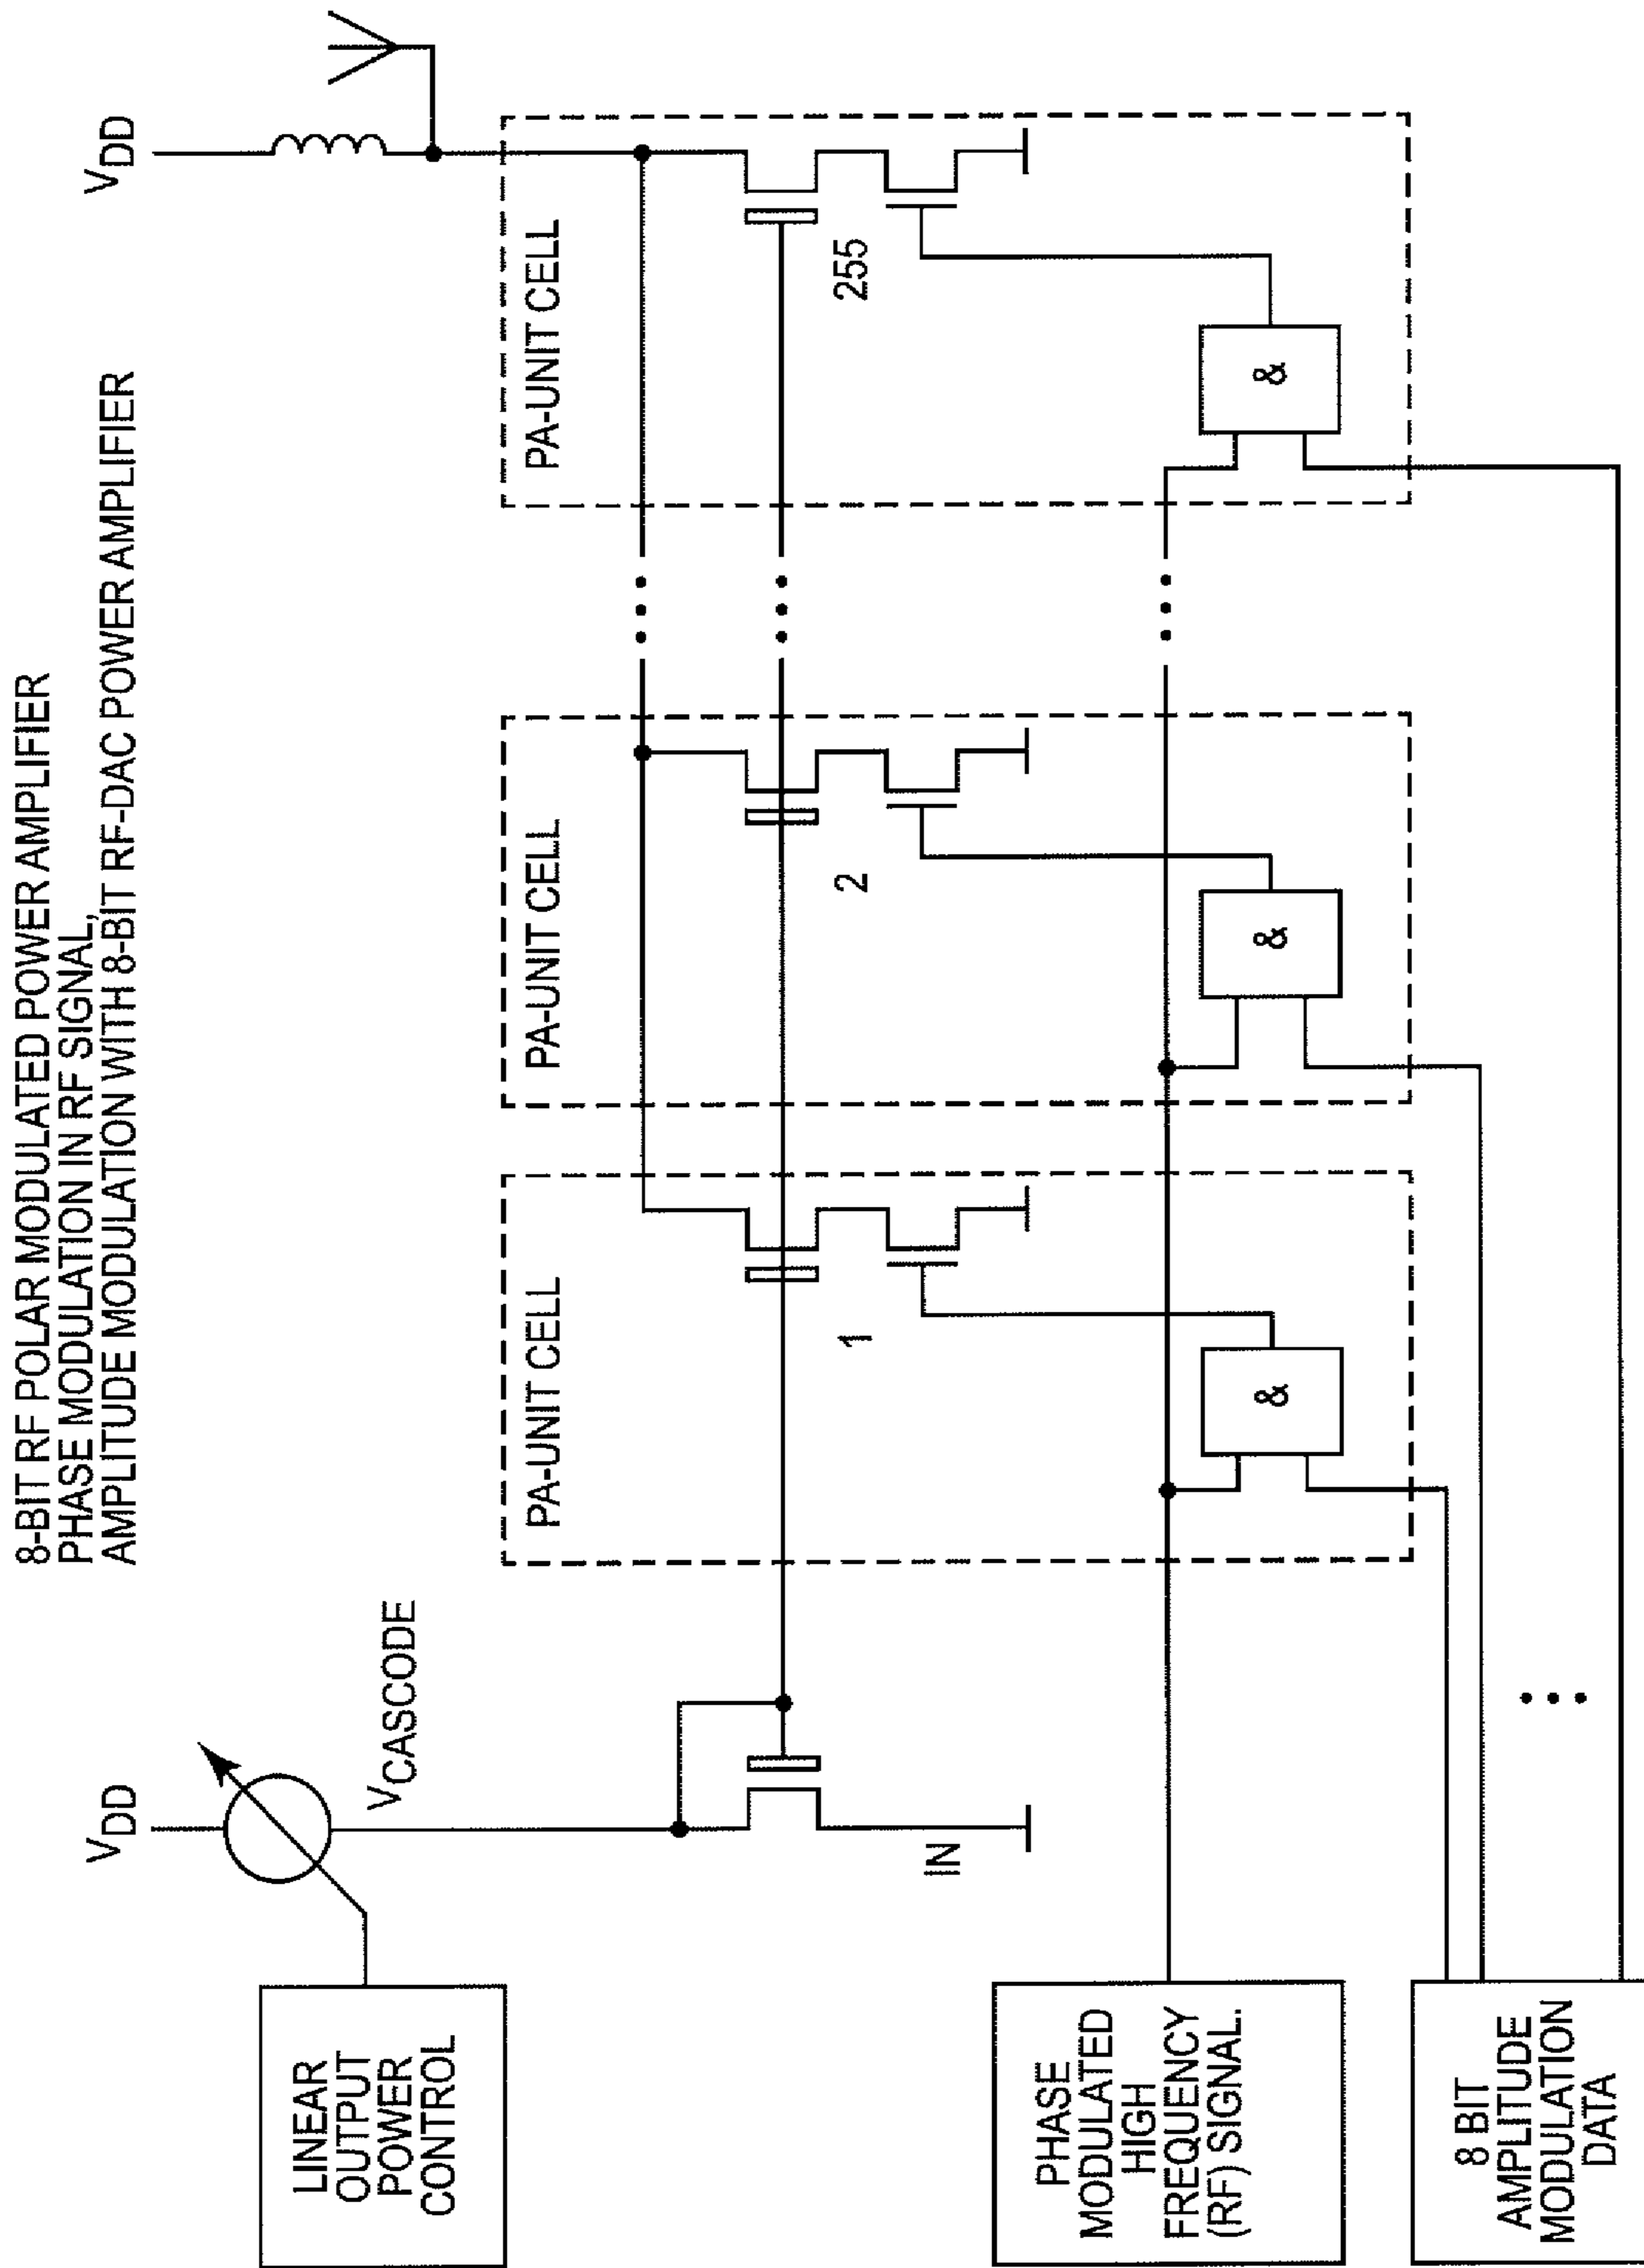 8-BIT RF POLAR MODULATED POWER AMPLIFIER
PHASE MODULATION IN RF SIGNAL,
AMPLITUDE MODULATION WITH 8-BIT RF-DAC POWER AMPLIFIER
VDD
VDD
VCASCODE
LINEAR
OUTPUT
POWER
CONTROL
PA-UNIT CELL
PA-UNIT CELL
PA-UNIT CELL
1
2
255
IN
&
&
&
PHASE
MODULATED
HIGH
FREQUENCY
(RF) SIGNAL.
8 BIT
AMPLITUDE
MODULATION
DATA